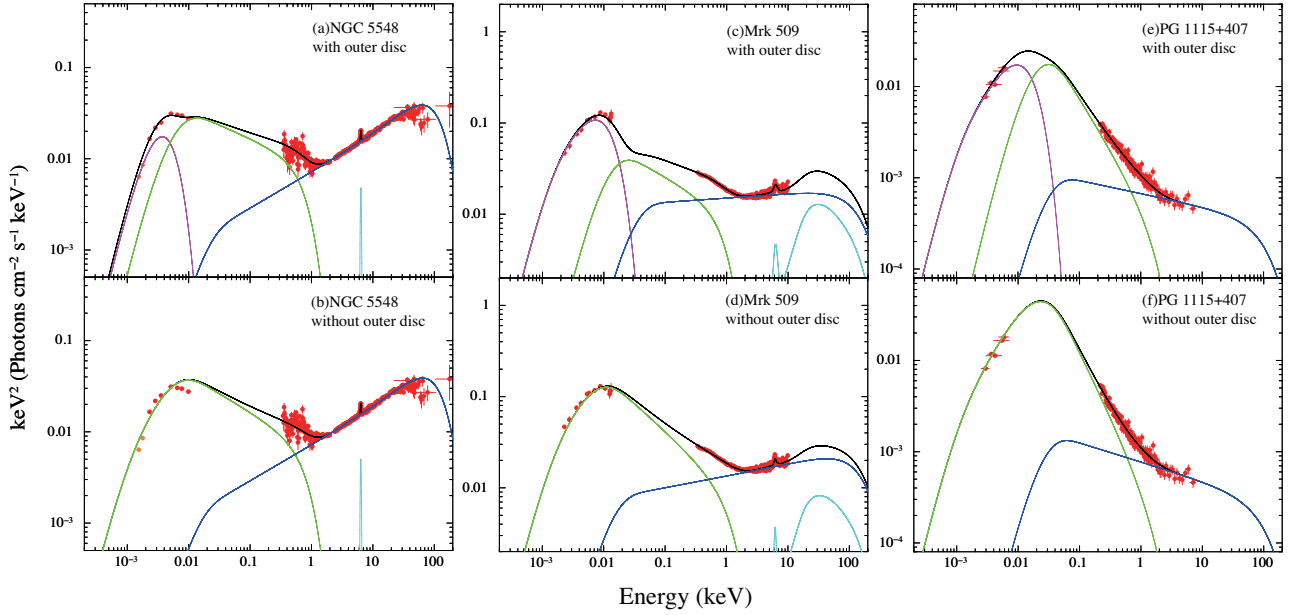 keV² (Photons cm⁻² s⁻¹ keV⁻¹)
(a)NGC 5548
with outer disc
0.1
0.01
10⁻³
(b)NGC 5548
without outer disc
0.1
0.01
10⁻³
10⁻³ 0.01 0.1 1 10 100
(c)Mrk 509
with outer disc
1
0.1
0.01
(d)Mrk 509
without outer disc
1
0.1
0.01
10⁻³ 0.01 0.1 1 10 100
(e)PG 1115+407
with outer disc
0.01
10⁻³
10⁻⁴
(f)PG 1115+407
without outer disc
0.01
10⁻³
10⁻⁴
10⁻³ 0.01 0.1 1 10 100
Energy (keV)